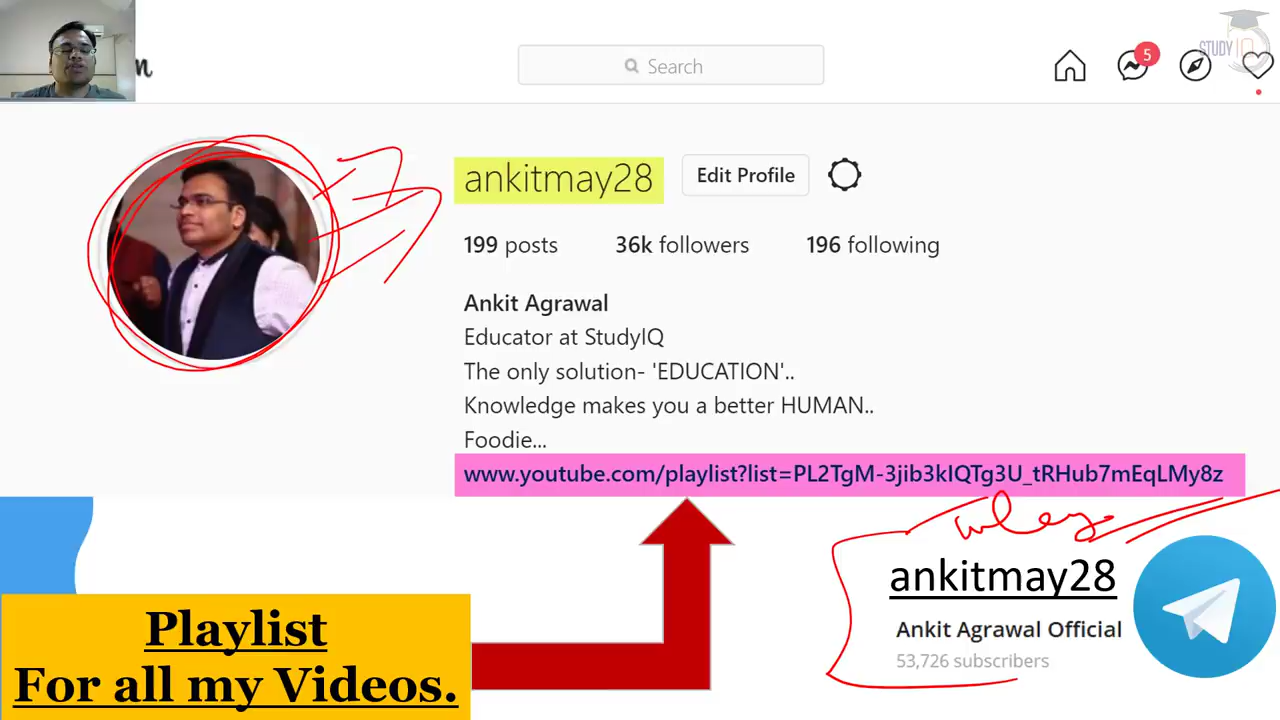 Search
5
STUDY IQ
ankitmay28
Edit Profile
199 posts 36k followers 196 following
Ankit Agrawal
Educator at StudyIQ
The only solution- 'EDUCATION'..
Knowledge makes you a better HUMAN..
Foodie...
www.youtube.com/playlist?list=PL2TgM-3jib3kIQTg3U_tRHub7mEqLMy8z
Playlist
For all my Videos.
ankitmay28
Ankit Agrawal Official
53,726 subscribers